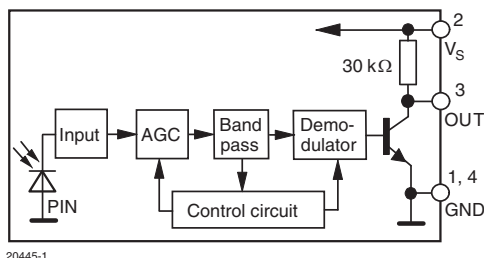 2
V_S
30 kΩ
3
OUT
Input
AGC
Band
pass
Demo-
dulator
PIN
Control circuit
1, 4
GND
20445-1